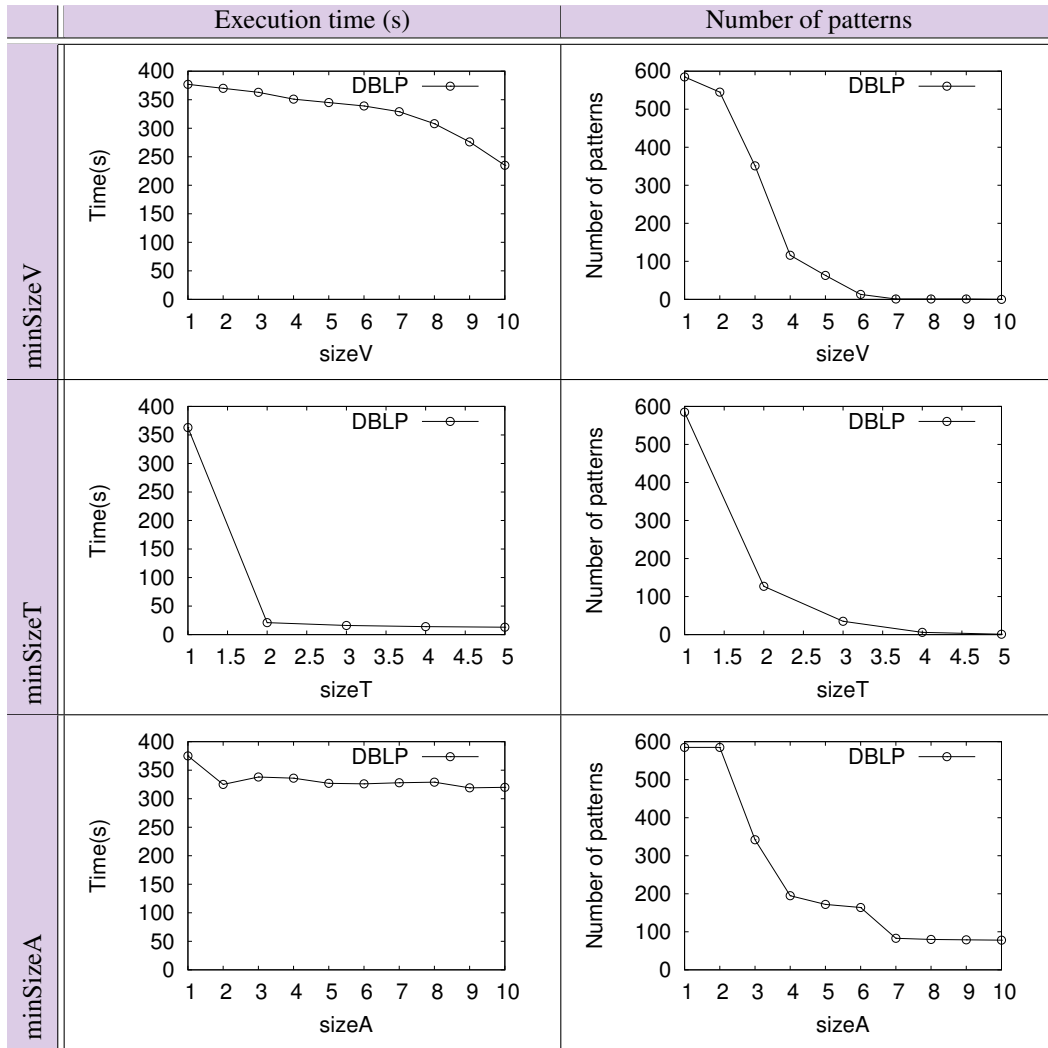 Execution time (s)
Number of patterns
minSizeV
400
350
300
250
200
150
100
50
0
Time(s)
DBLP
1 2 3 4 5 6 7 8 9 10
sizeV
600
500
400
300
200
100
0
Number of patterns
DBLP
1 2 3 4 5 6 7 8 9 10
sizeV
minSizeT
400
350
300
250
200
150
100
50
0
Time(s)
DBLP
1 1.5 2 2.5 3 3.5 4 4.5 5
sizeT
600
500
400
300
200
100
0
Number of patterns
DBLP
1 1.5 2 2.5 3 3.5 4 4.5 5
sizeT
minSizeA
400
350
300
250
200
150
100
50
0
Time(s)
DBLP
1 2 3 4 5 6 7 8 9 10
sizeA
600
500
400
300
200
100
0
Number of patterns
DBLP
1 2 3 4 5 6 7 8 9 10
sizeA